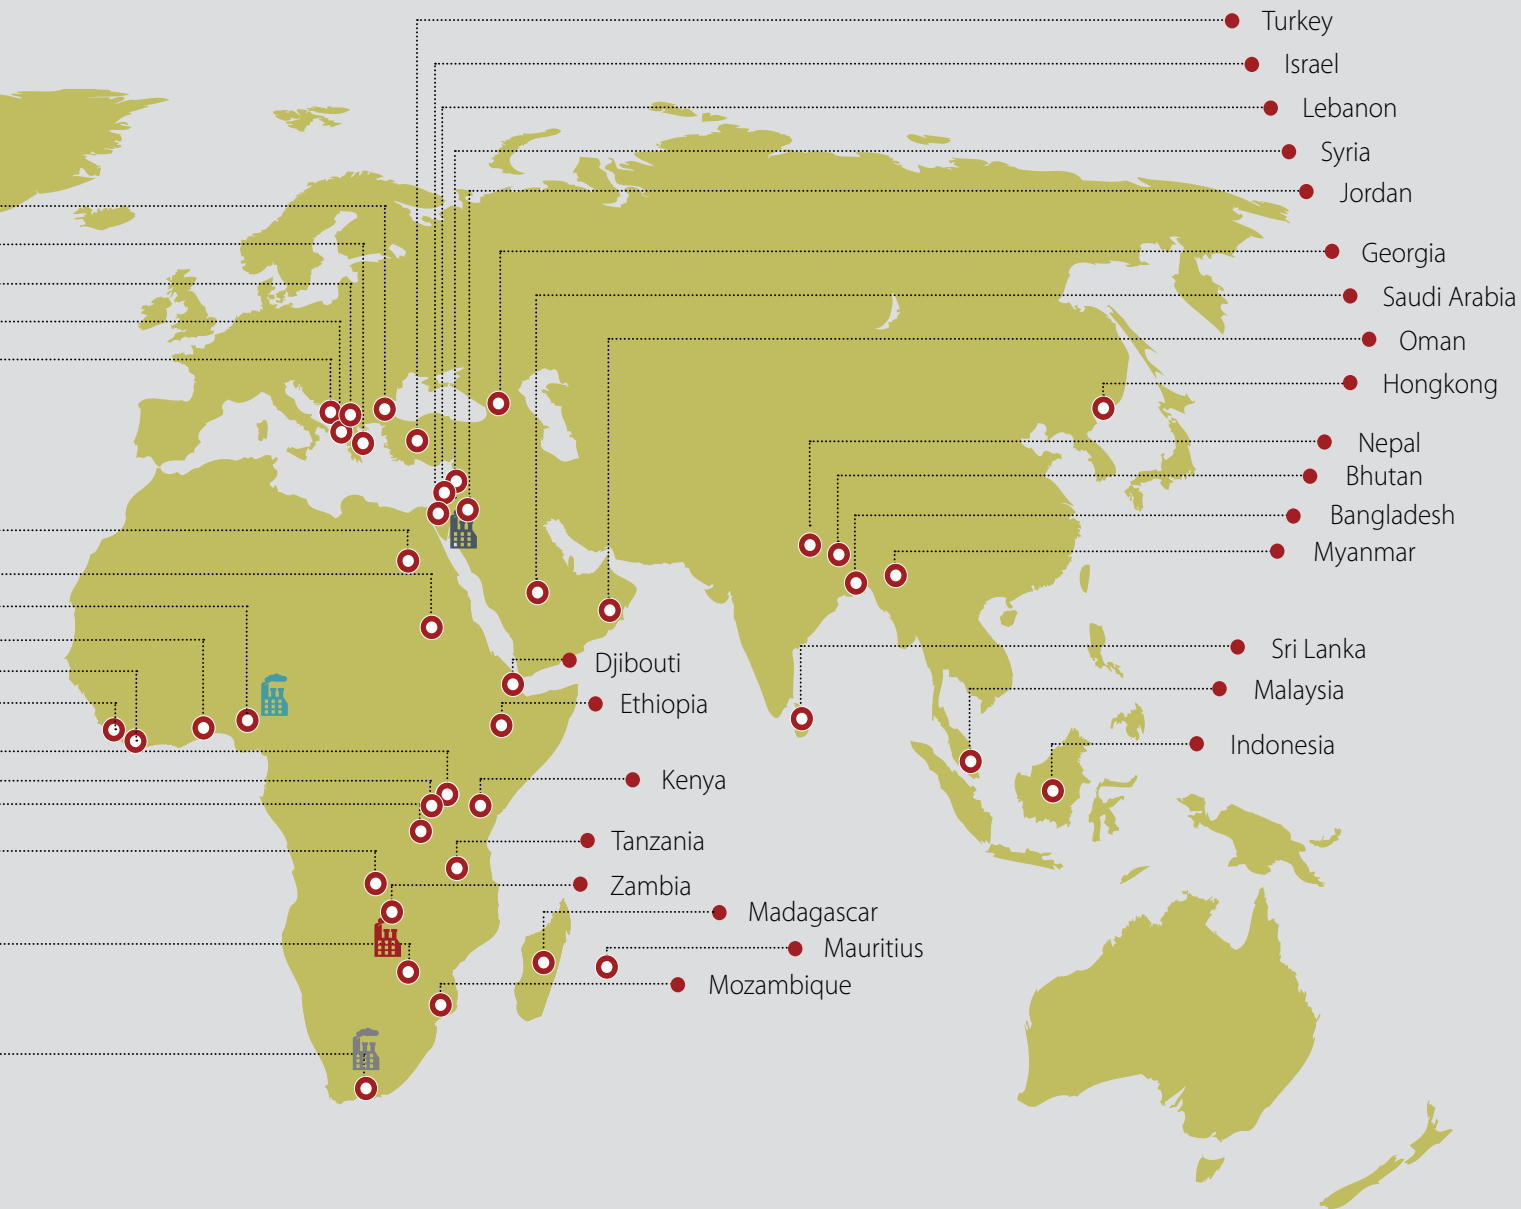 Turkey
Israel
Lebanon
Syria
Jordan
Georgia
Saudi Arabia
Oman
Hongkong
Nepal
Bhutan
Bangladesh
Myanmar
Sri Lanka
Djibouti
Malaysia
Ethiopia
Indonesia
Kenya
Tanzania
Zambia
Madagascar
Mauritius
Mozambique